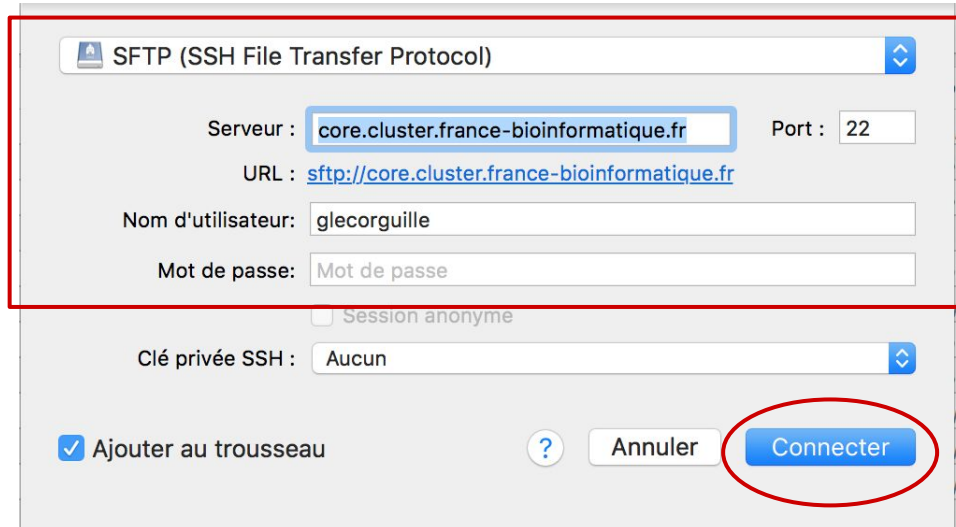 SFTP (SSH File Transfer Protocol)
Serveur : core.cluster.france-bioinformatique.fr Port : 22
URL : sftp://core.cluster.france-bioinformatique.fr
Nom d'utilisateur: glecorguille
Mot de passe: Mot de passe
Session anonyme
Clé privée SSH : Aucun
Ajouter au trousseau ? Annuler Connecter